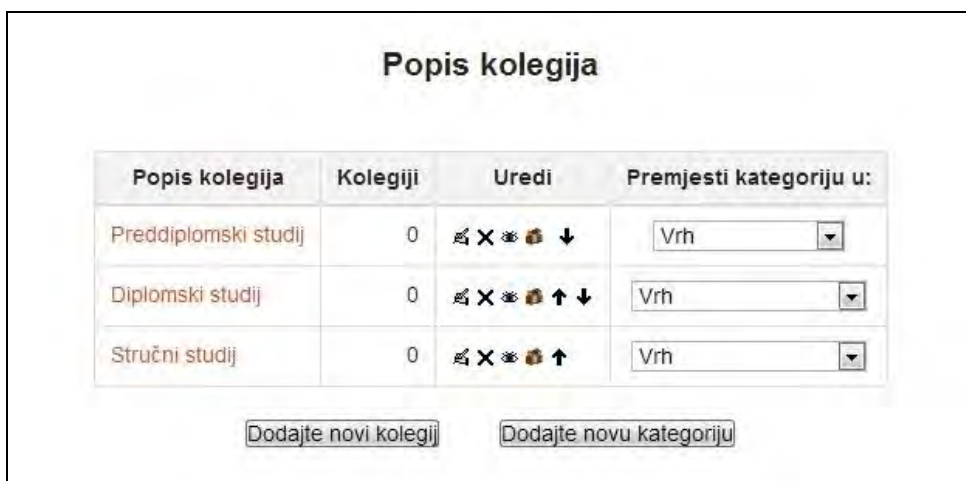 Popis kolegija
Popis kolegija Kolegiji Uredi Premjesti kategoriju u:
Preddiplomski studij 0 Vrh
Diplomski studij 0 Vrh
Stručni studij 0 Vrh
Dodajte novi kolegij Dodajte novu kategoriju